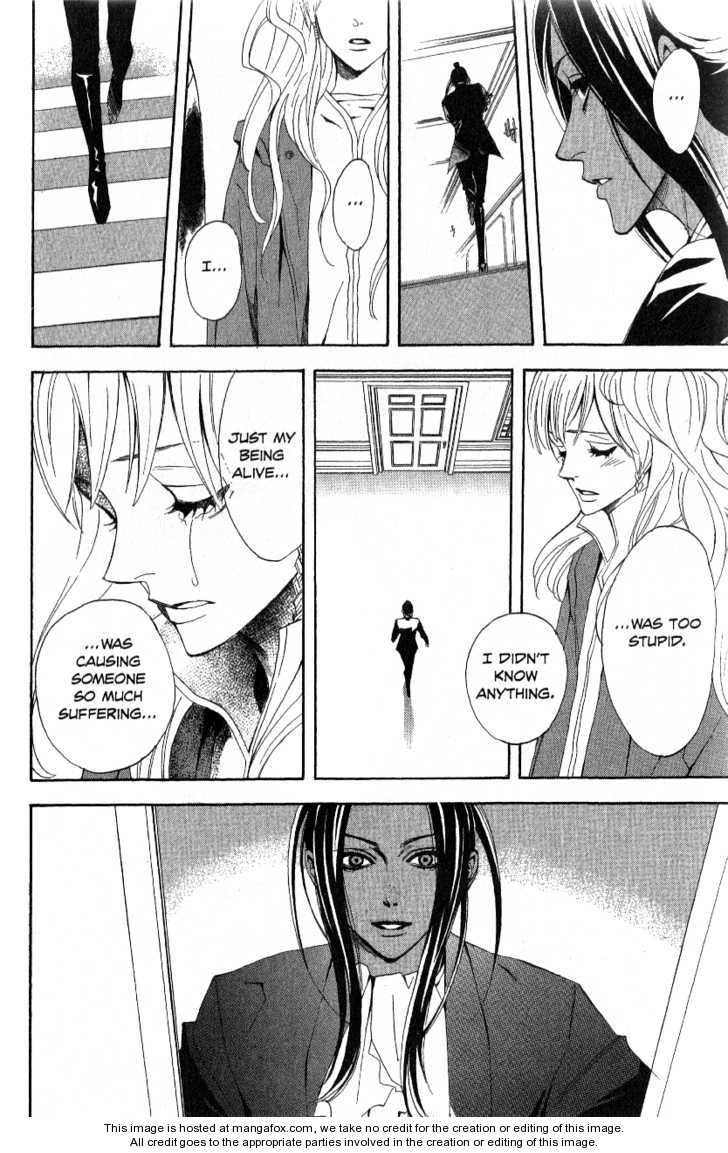 ...
...
I...
...WAS TOO
STUPID.
I DIDN'T
KNOW
ANYTHING.
JUST MY
BEING
ALIVE...
...WAS
CAUSING
SOMEONE
SO MUCH
SUFFERING...
This image is hosted at mangafox.com, we take no credit for the creation or editing of this image.
All credit goes to the appropriate parties involved in the creation or editing of this image.